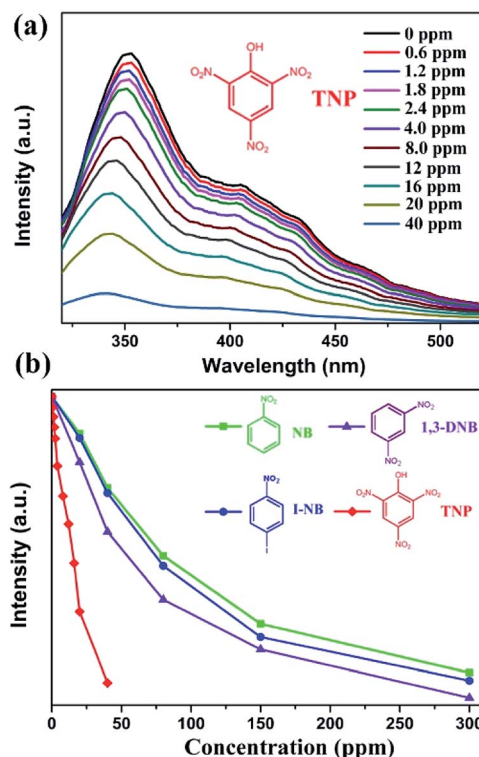 (a)
OH
O₂N
NO₂
NO₂
TNP
0 ppm
0.6 ppm
1.2 ppm
1.8 ppm
2.4 ppm
4.0 ppm
8.0 ppm
12 ppm
16 ppm
20 ppm
40 ppm
Intensity (a.u.)
350 400 450 500
Wavelength (nm)
(b)
NO₂
NB
NO₂
NO₂
1,3-DNB
NO₂
I
I-NB
OH
NO₂
NO₂
NO₂
TNP
Intensity (a.u.)
0 50 100 150 200 250 300
Concentration (ppm)